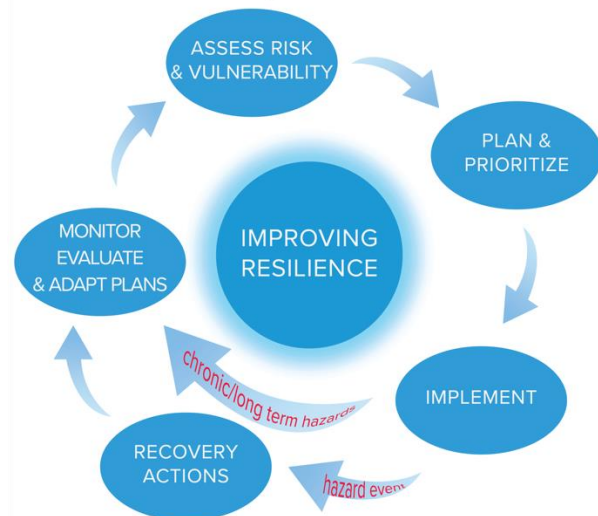 ASSESS RISK
& VULNERABILITY
PLAN &
PRIORITIZE
IMPROVING
RESILIENCE
MONITOR
EVALUATE
& ADAPT PLANS
chronic/long term hazards
IMPLEMENT
RECOVERY
ACTIONS
hazard event